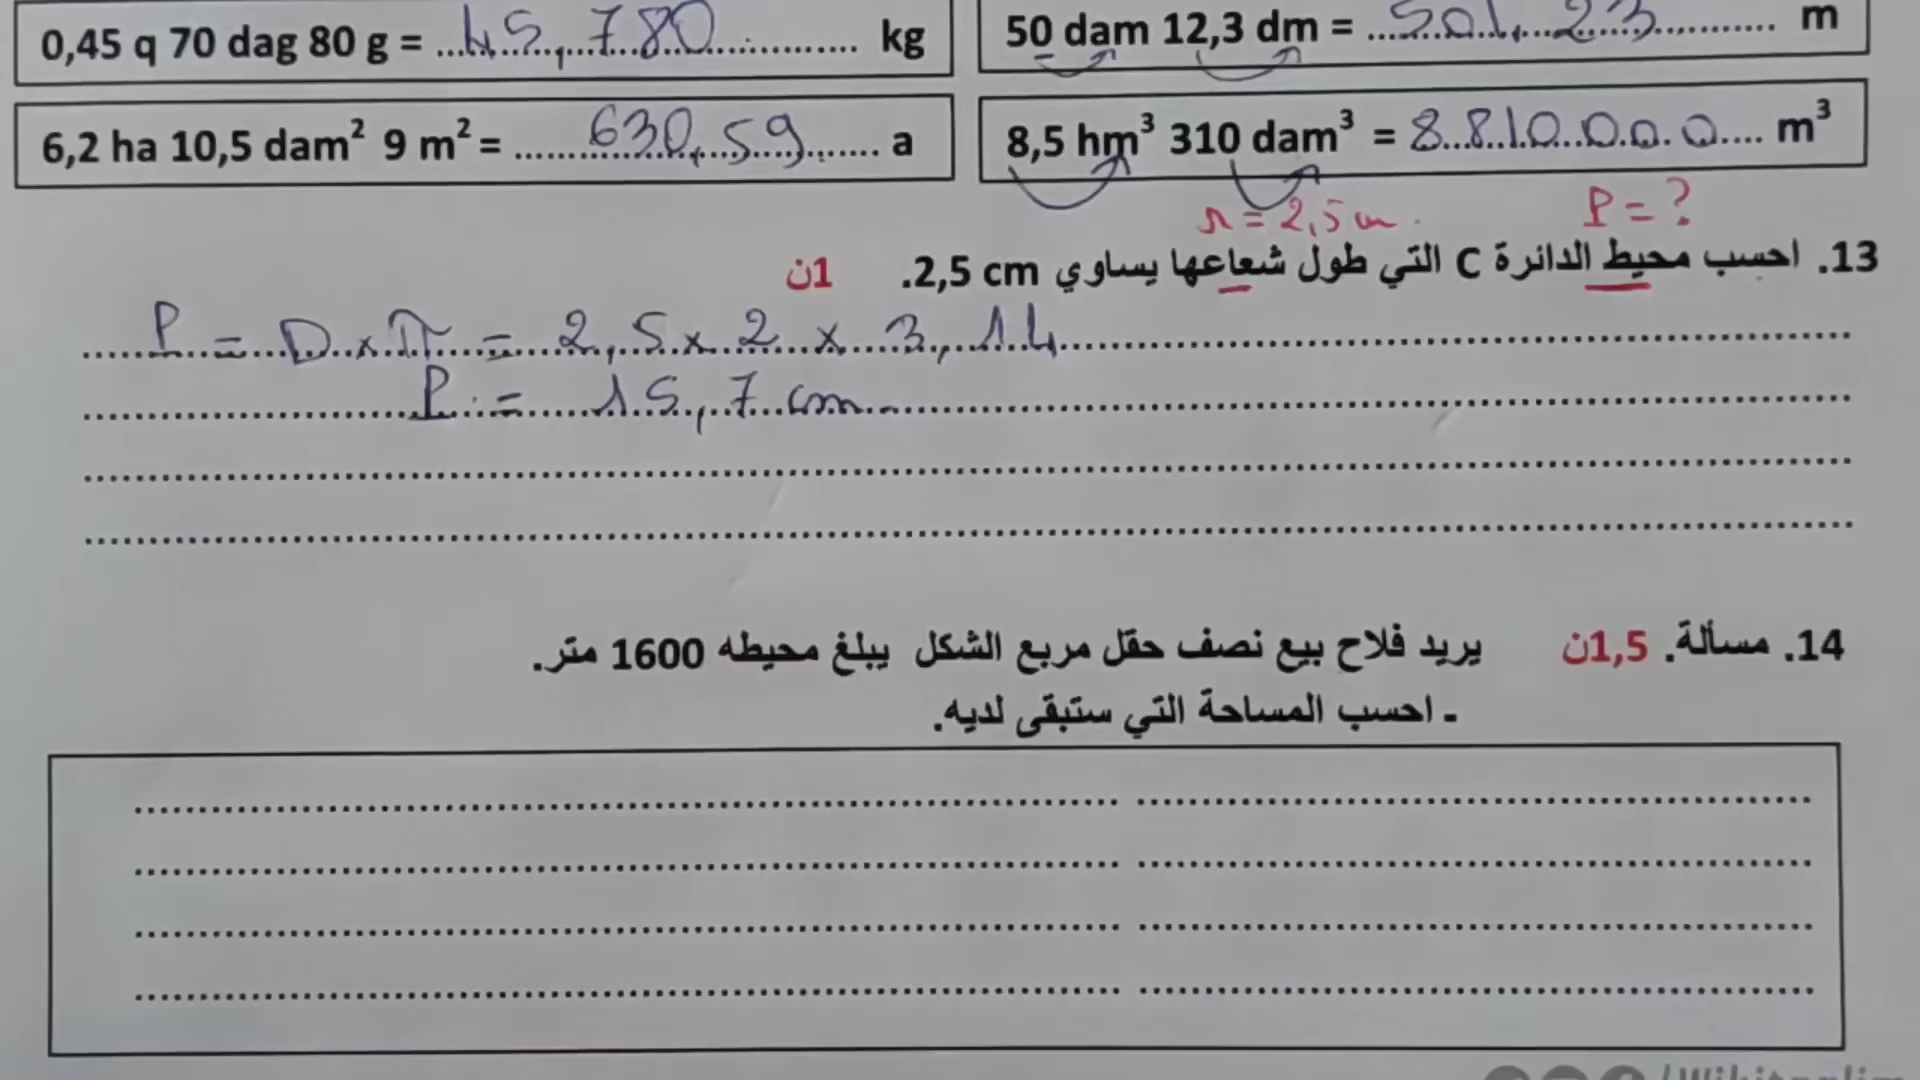 0,45 q 70 dag 80 g = 45,780 kg
50 dam 12,3 dm = 501,23 m
6,2 ha 10,5 dam² 9 m² = 630,59 a
8,5 hm³ 310 dam³ = 8810000 m³
r = 2,5 cm P = ?
13. احسب محيط الدائرة C التي طول شعاعها يساوي 2,5 cm. 1ن
P = D × π = 2,5 × 2 × 3,14
P = 15,7 cm
14. مسألة. 1,5ن يريد فلاح بيع نصف حقل مربع الشكل يبلغ محيطه 1600 متر.
- احسب المساحة التي ستبقى لديه.